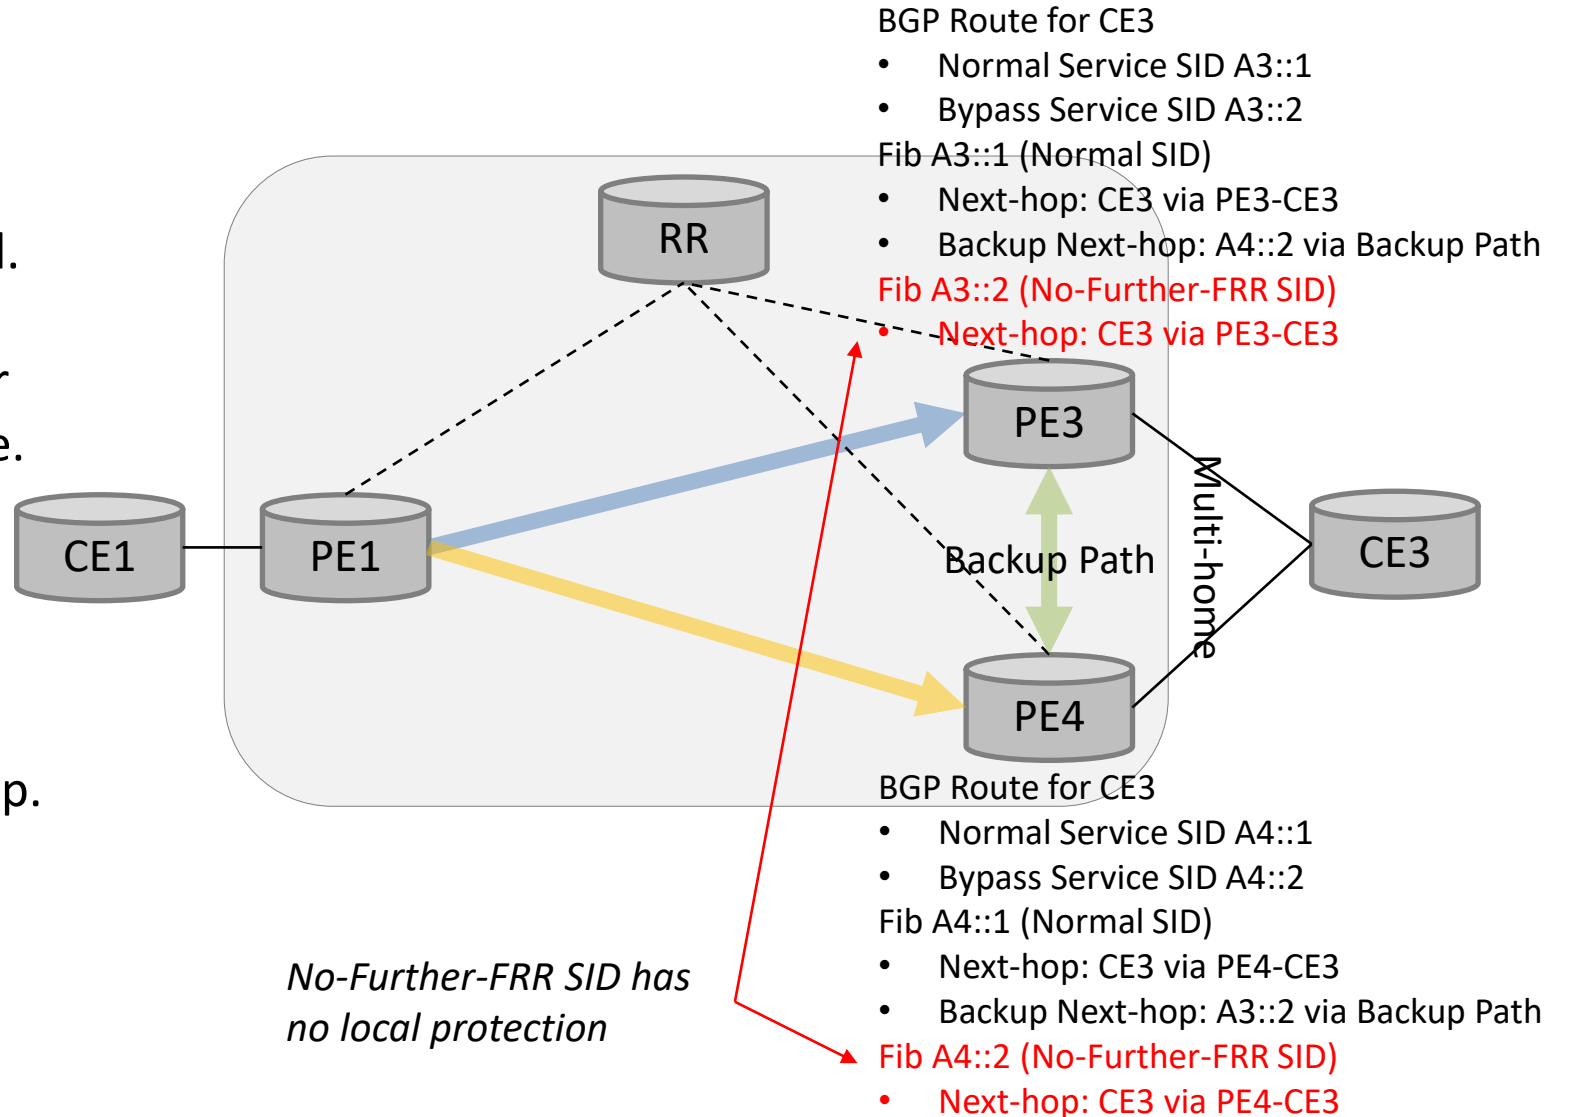 BGP Route for CE3
• Normal Service SID A3::1
• Bypass Service SID A3::2
Fib A3::1 (Normal SID)
• Next-hop: CE3 via PE3-CE3
• Backup Next-hop: A4::2 via Backup Path
Fib A3::2 (No-Further-FRR SID)
• Next-hop: CE3 via PE3-CE3
RR
PE3
CE1
PE1
Backup Path
Multi-home
CE3
PE4
p.
BGP Route for CE3
• Normal Service SID A4::1
• Bypass Service SID A4::2
Fib A4::1 (Normal SID)
• Next-hop: CE3 via PE4-CE3
• Backup Next-hop: A3::2 via Backup Path
Fib A4::2 (No-Further-FRR SID)
• Next-hop: CE3 via PE4-CE3
No-Further-FRR SID has
no local protection